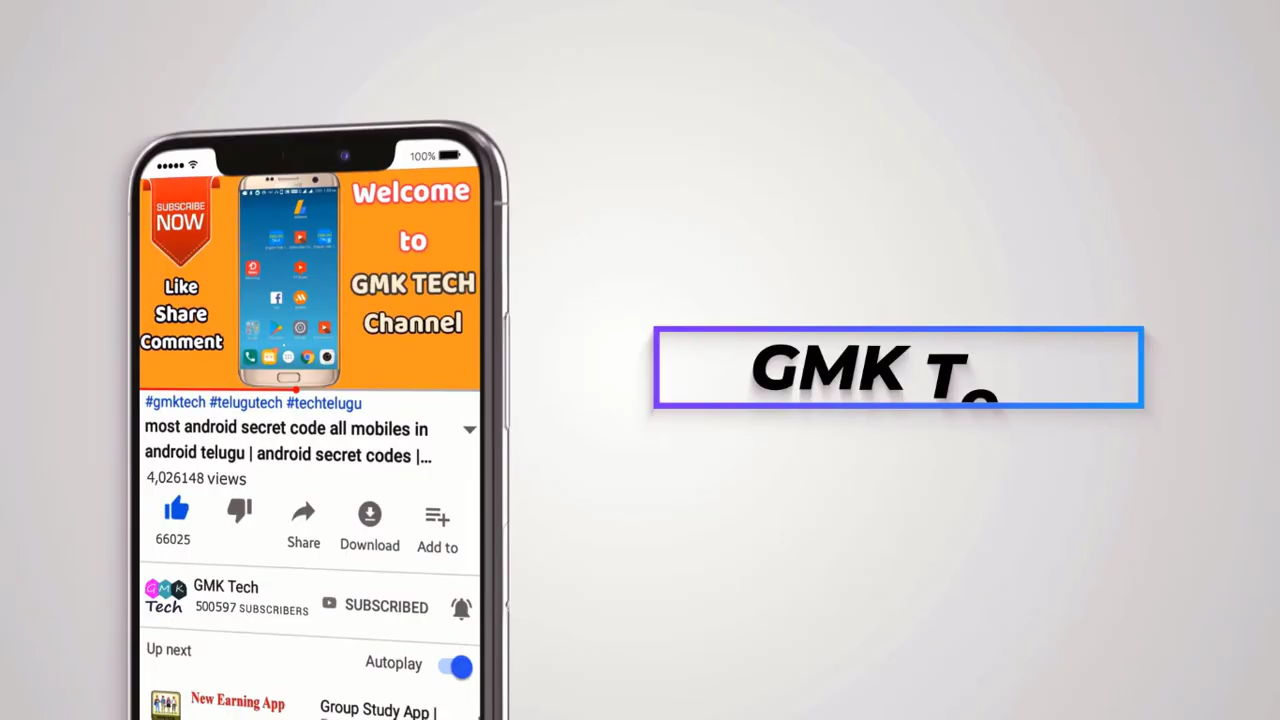 100%
SUBSCRIBE
NOW
Like
Share
Comment
Welcome
to
GMK TECH
Channel
#gmktech #telugutech #techtelugu
most android secret code all mobiles in
android telugu | android secret codes |...
4,026148 views
66025
Share
Download
Add to
GMK
Tech
GMK Tech
500597 SUBSCRIBERS
SUBSCRIBED
Up next
Autoplay
New Earning App
Group Study App |
GMK T